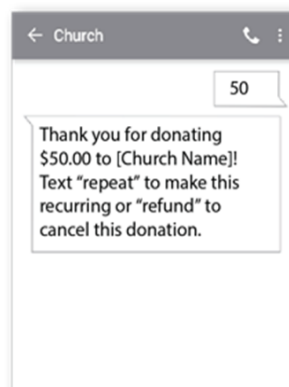 Church
50
Thank you for donating
$50.00 to [Church Name]!
Text “repeat” to make this
recurring or “refund” to
cancel this donation.